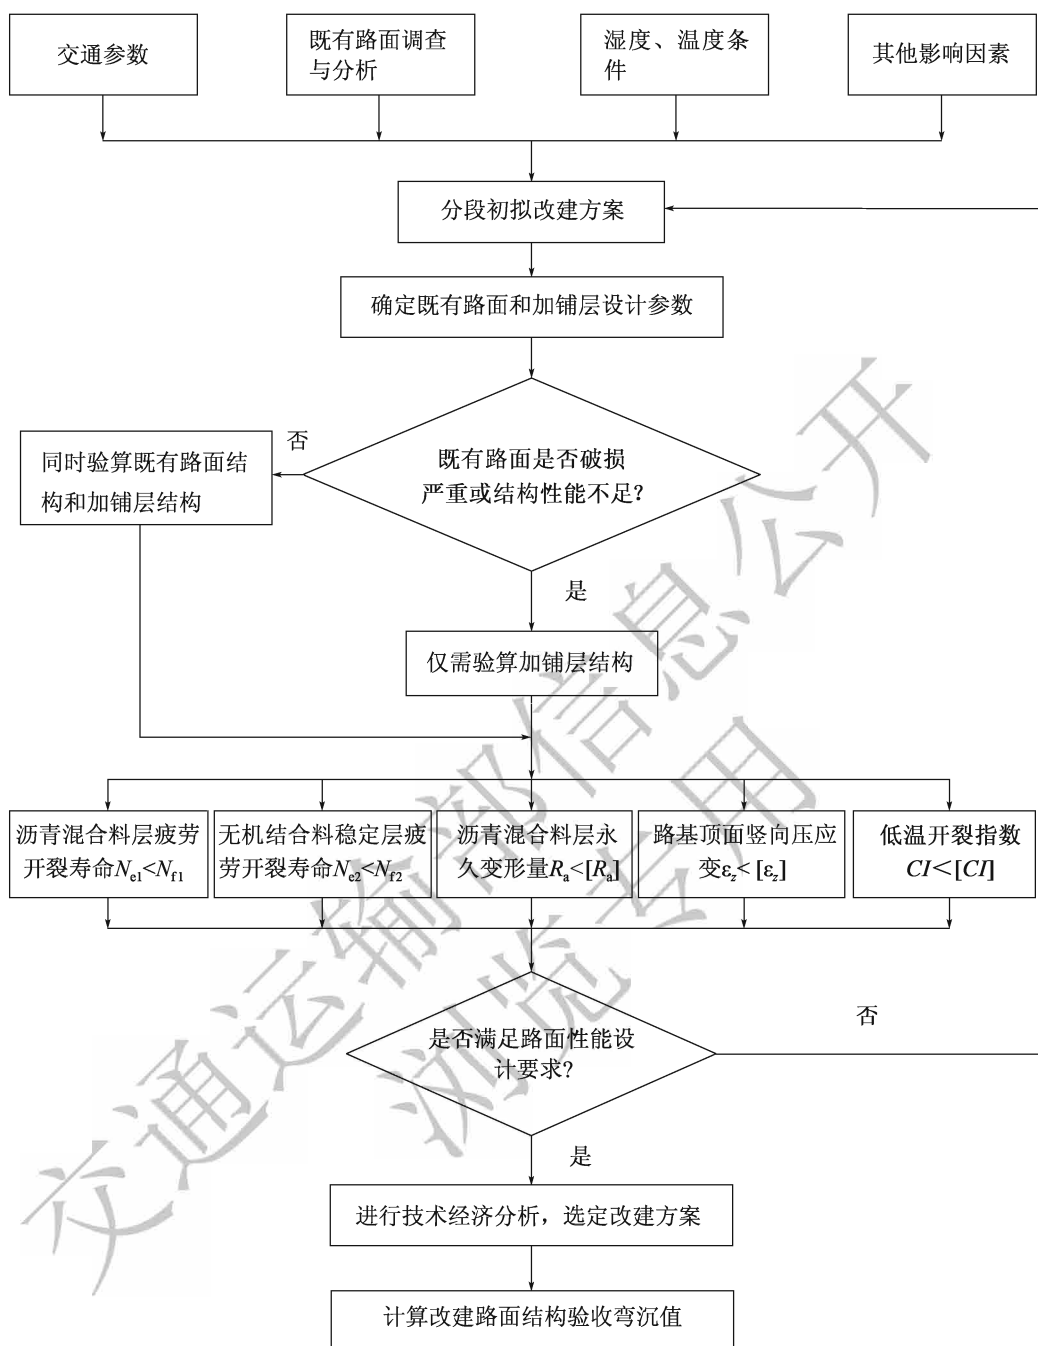 交通参数
既有路面调查
与分析
湿度、温度条
件
其他影响因素
分段初拟改建方案
确定既有路面和加铺层设计参数
否
同时验算既有路面结
构和加铺层结构
既有路面是否破损
严重或结构性能不足?
是
仅需验算加铺层结构
沥青混合料层疲劳
开裂寿命Ne1<Nf1
无机结合料稳定层疲
劳开裂寿命Ne2<Nf2
沥青混合料层永
久变形量Ra<[Ra]
路基顶面竖向压应
变εz< [εz]
低温开裂指数
CI<[CI]
是否满足路面性能设
计要求?
否
是
进行技术经济分析，选定改建方案
计算改建路面结构验收弯沉值
交通运输部信息公开
浏览专用